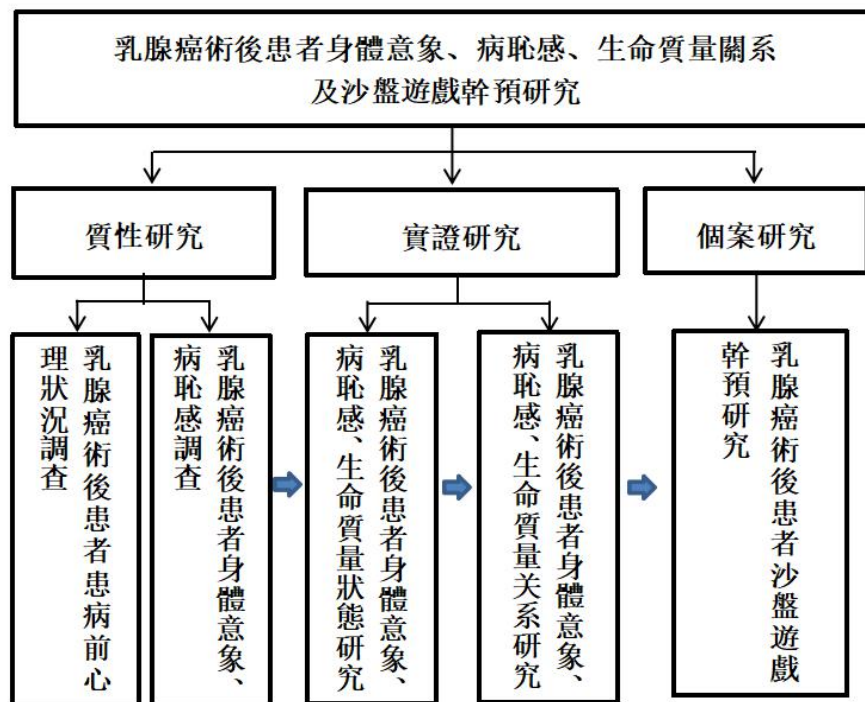 乳腺癌術後患者身體意象、病恥感、生命質量關系
及沙盤遊戲幹預研究
質性研究
實證研究
個案研究
乳腺癌術後患者患病前心
理狀況調查
乳腺癌術後患者身體意象、
病恥感調查
乳腺癌術後患者身體意象、
病恥感、生命質量狀態研究
乳腺癌術後患者身體意象、
病恥感、生命質量关系研究
乳腺癌術後患者沙盤遊戲
幹預研究